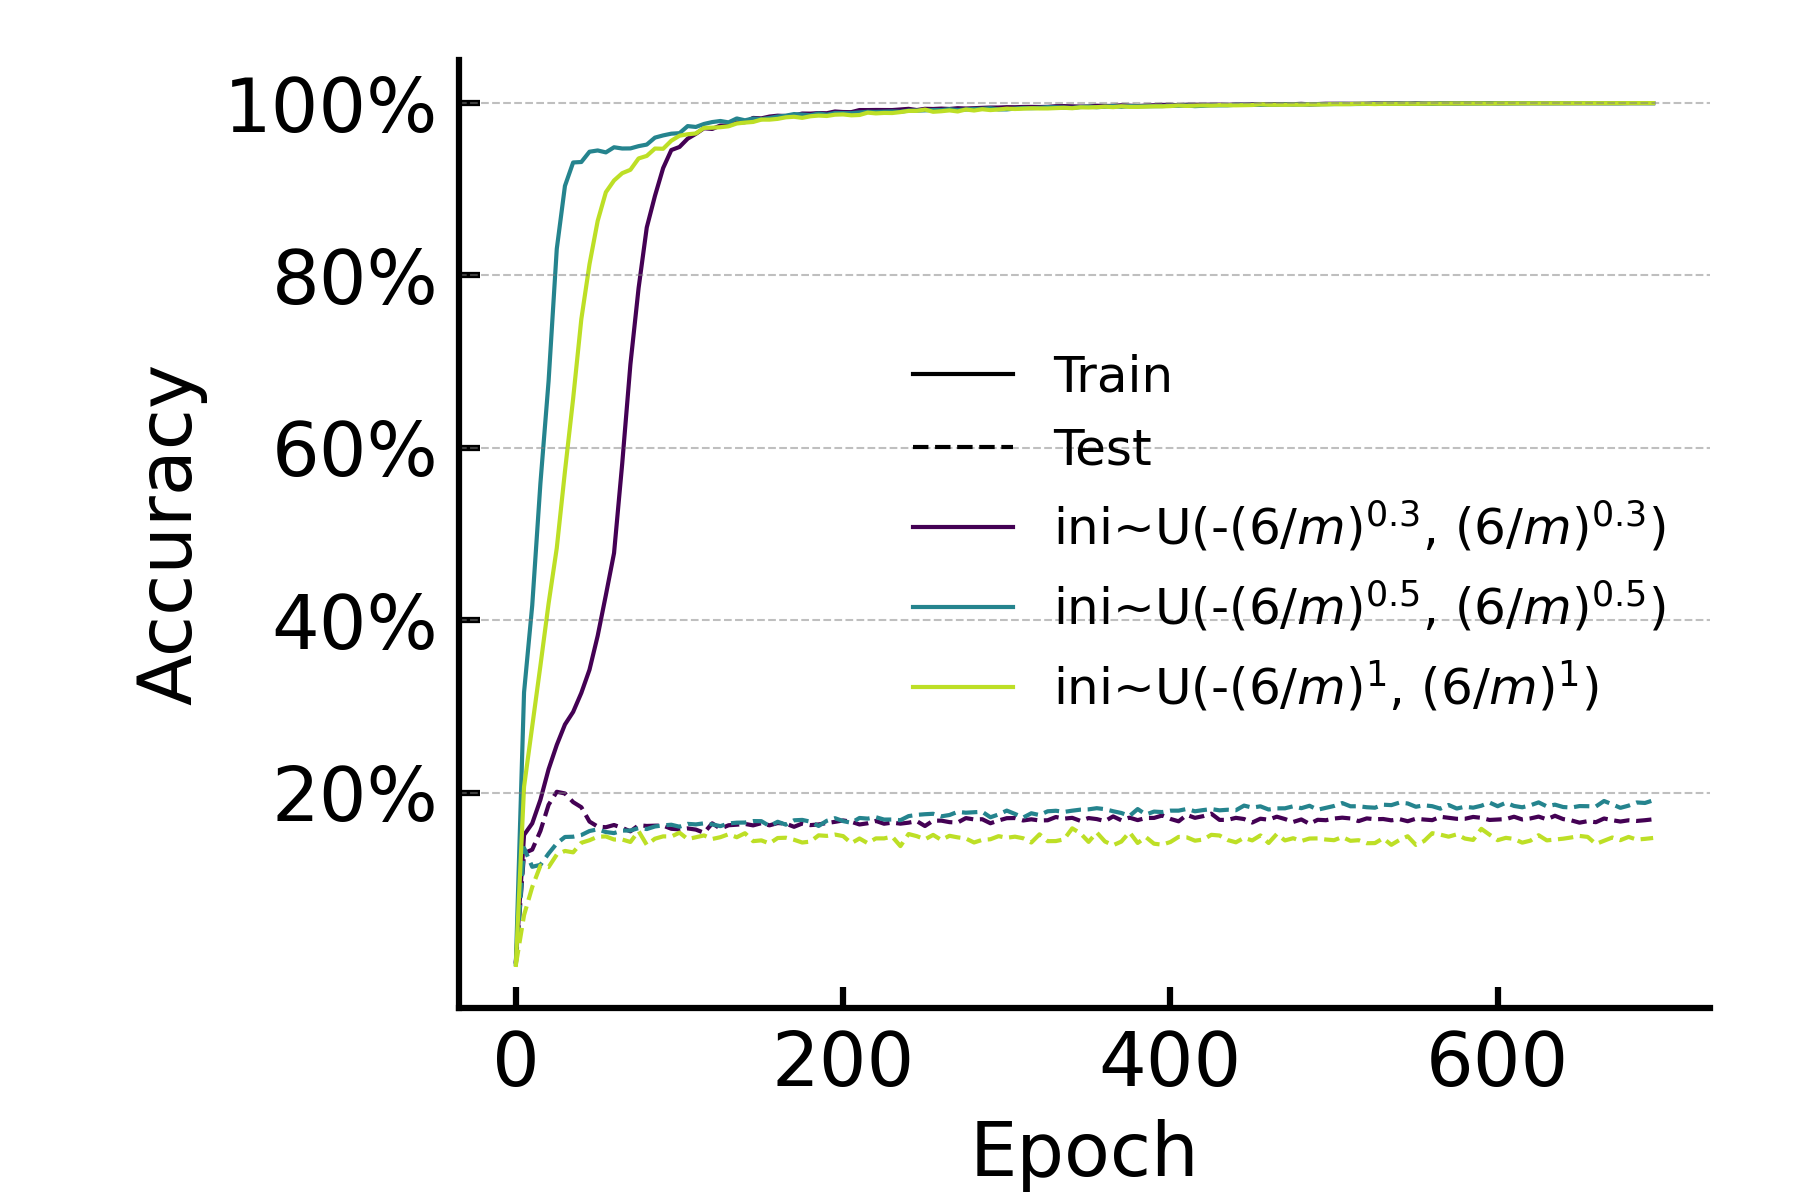 100%
80%
60%
40%
20%
Accuracy
Train
Test
ini~U(-(6/m)^0.3, (6/m)^0.3)
ini~U(-(6/m)^0.5, (6/m)^0.5)
ini~U(-(6/m)^1, (6/m)^1)
0 200 400 600
Epoch